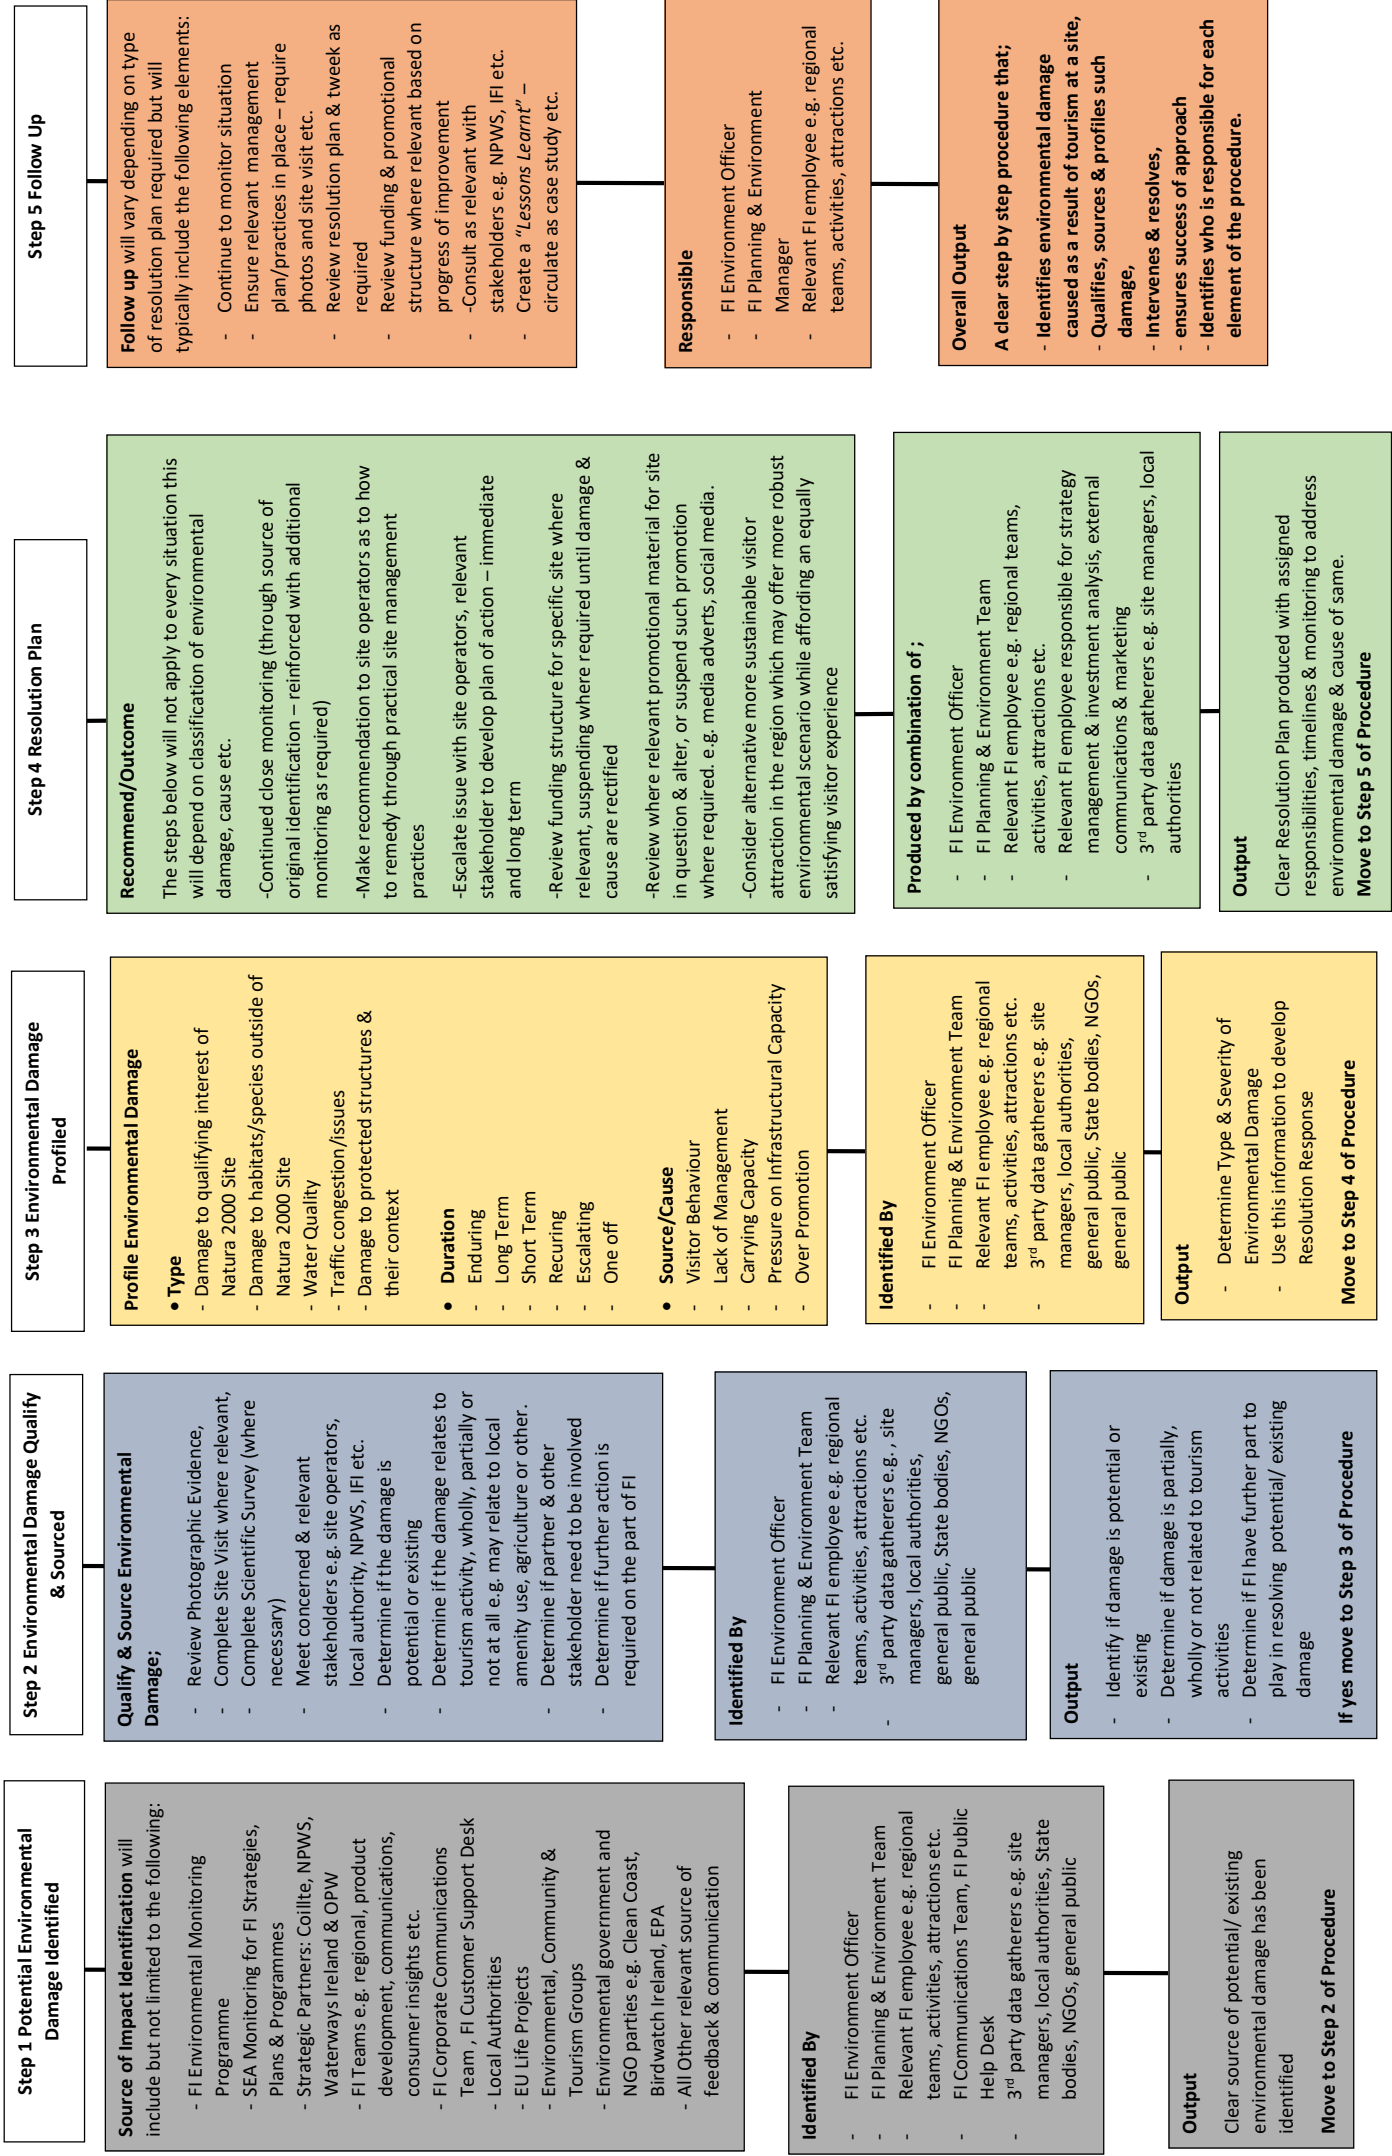 Step 1 Potential Environmental
Damage Identified
Source of Impact Identification will
include but not limited to the following:
- FI Environmental Monitoring
Programme
- SEA Monitoring for FI Strategies,
Plans & Programmes
- Strategic Partners: Coillte, NPWS,
Waterways Ireland & OPW
- FI Teams e.g. regional, product
development, communications,
consumer insights etc.
- FI Corporate Communications
Team , FI Customer Support Desk
- Local Authorities
- EU Life Projects
- Environmental, Community &
Tourism Groups
- Environmental government and
NGO parties e.g. Clean Coast,
Birdwatch Ireland, EPA
- All Other relevant source of
feedback & communication
Identified By
- FI Environment Officer
- FI Planning & Environment Team
- Relevant FI employee e.g. regional
teams, activities, attractions etc.
- FI Communications Team, FI Public
Help Desk
- 3rd party data gatherers e.g. site
managers, local authorities, State
bodies, NGOs, general public
Output
Clear source of potential/ existing
environmental damage has been
identified
Move to Step 2 of Procedure
Step 2 Environmental Damage Qualify
& Sourced
Qualify & Source Environmental
Damage;
- Review Photographic Evidence,
- Complete Site Visit where relevant,
- Complete Scientific Survey (where
necessary)
- Meet concerned & relevant
stakeholders e.g. site operators,
local authority, NPWS, IFI etc.
- Determine if the damage is
potential or existing
- Determine if the damage relates to
tourism activity, wholly, partially or
not at all e.g. may relate to local
amenity use, agriculture or other.
- Determine if partner & other
stakeholder need to be involved
- Determine if further action is
required on the part of FI
Identified By
- FI Environment Officer
- FI Planning & Environment Team
- Relevant FI employee e.g. regional
teams, activities, attractions etc.
- 3rd party data gatherers e.g., site
managers, local authorities,
general public, State bodies, NGOs,
general public
Output
- Identify if damage is potential or
existing
- Determine if damage is partially,
wholly or not related to tourism
activities
- Determine if FI have further part to
play in resolving potential/ existing
damage
If yes move to Step 3 of Procedure
Step 3 Environmental Damage
Profiled
Profile Environmental Damage
• Type
- Damage to qualifying interest of
Natura 2000 Site
- Damage to habitats/species outside of
Natura 2000 Site
- Water Quality
- Traffic congestion/issues
- Damage to protected structures &
their context
• Duration
- Enduring
- Long Term
- Short Term
- Recuring
- Escalating
- One off
• Source/Cause
- Visitor Behaviour
- Lack of Management
- Carrying Capacity
- Pressure on Infrastructural Capacity
- Over Promotion
Identified By
- FI Environment Officer
- FI Planning & Environment Team
- Relevant FI employee e.g. regional
teams, activities, attractions etc.
- 3rd party data gatherers e.g. site
managers, local authorities,
general public, State bodies, NGOs,
general public
Output
- Determine Type & Severity of
Environmental Damage
- Use this information to develop
Resolution Response
Move to Step 4 of Procedure
Step 4 Resolution Plan
Recommend/Outcome
The steps below will not apply to every situation this
will depend on classification of environmental
damage, cause etc.
-Continued close monitoring (through source of
original identification – reinforced with additional
monitoring as required)
-Make recommendation to site operators as to how
to remedy through practical site management
practices
-Escalate issue with site operators, relevant
stakeholder to develop plan of action – immediate
and long term
-Review funding structure for specific site where
relevant, suspending where required until damage &
cause are rectified
-Review where relevant promotional material for site
in question & alter, or suspend such promotion
where required. e.g. media adverts, social media.
-Consider alternative more sustainable visitor
attraction in the region which may offer more robust
environmental scenario while affording an equally
satisfying visitor experience
Produced by combination of ;
- FI Environment Officer
- FI Planning & Environment Team
- Relevant FI employee e.g. regional teams,
activities, attractions etc.
- Relevant FI employee responsible for strategy
management & investment analysis, external
communications & marketing
- 3rd party data gatherers e.g. site managers, local
authorities
Output
Clear Resolution Plan produced with assigned
responsibilities, timelines & monitoring to address
environmental damage & cause of same.
Move to Step 5 of Procedure
Step 5 Follow Up
Follow up will vary depending on type
of resolution plan required but will
typically include the following elements:
- Continue to monitor situation
- Ensure relevant management
plan/practices in place – require
photos and site visit etc.
- Review resolution plan & tweak as
required
- Review funding & promotional
structure where relevant based on
progress of improvement
- -Consult as relevant with
stakeholders e.g. NPWS, IFI etc.
- Create a “Lessons Learnt” –
circulate as case study etc.
Responsible
- FI Environment Officer
- FI Planning & Environment
Manager
- Relevant FI employee e.g. regional
teams, activities, attractions etc.
Overall Output
A clear step by step procedure that;
- Identifies environmental damage
caused as a result of tourism at a site,
- Qualifies, sources & profiles such
damage,
- Intervenes & resolves,
- ensures success of approach
- Identifies who is responsible for each
element of the procedure.